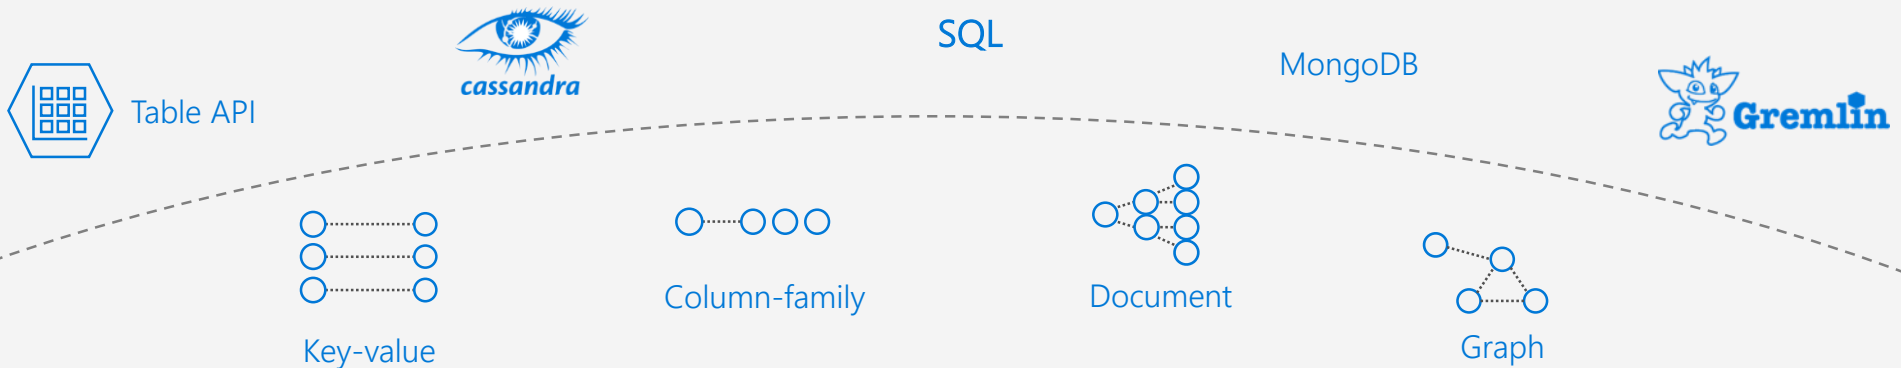 Table API
cassandra
SQL
MongoDB
Gremlin
Key-value
Column-family
Document
Graph